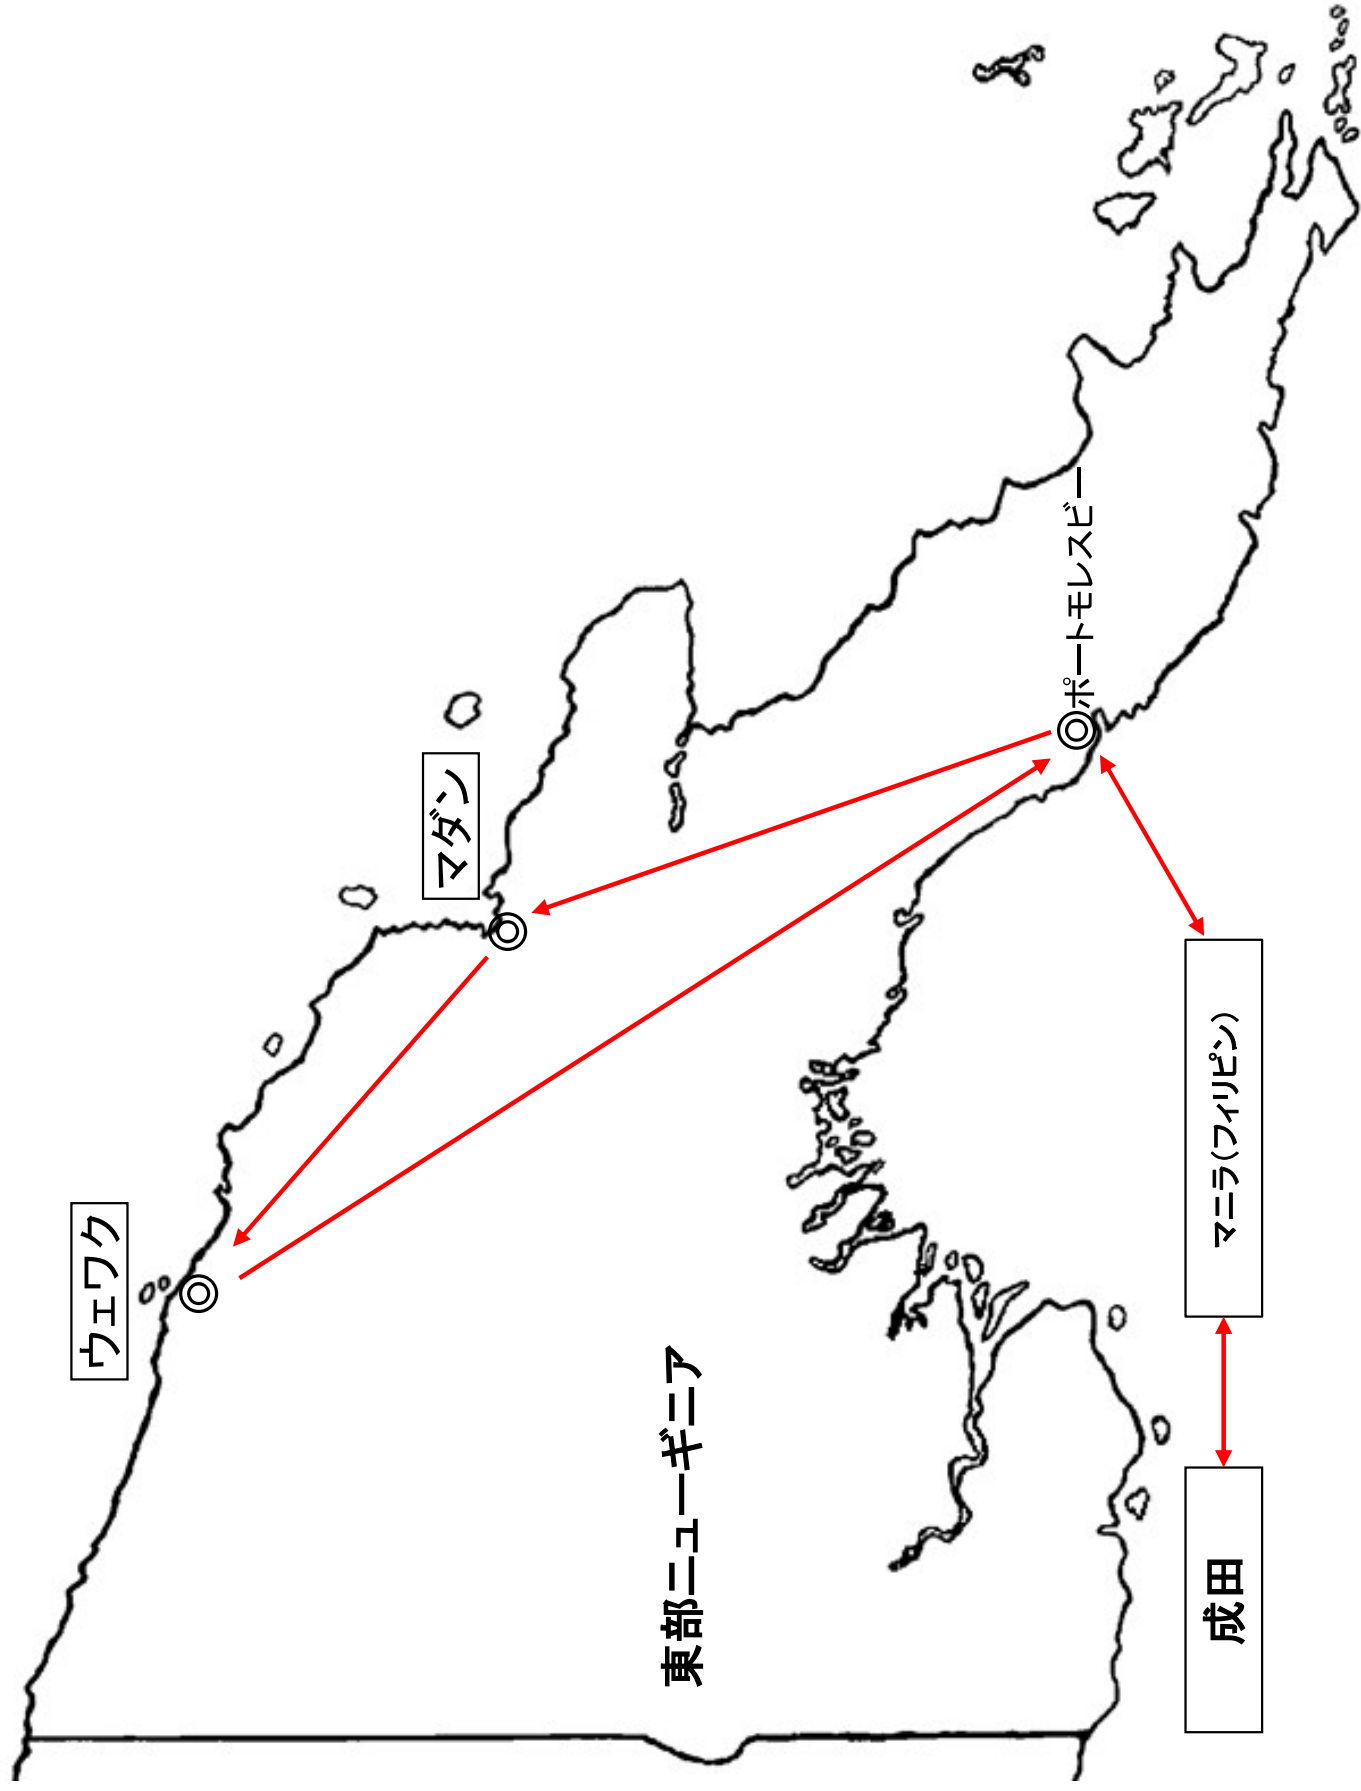 ウェワク
マダン
東部ニューギニア
ポートモレスビー
成田
マニラ(フィリピン)